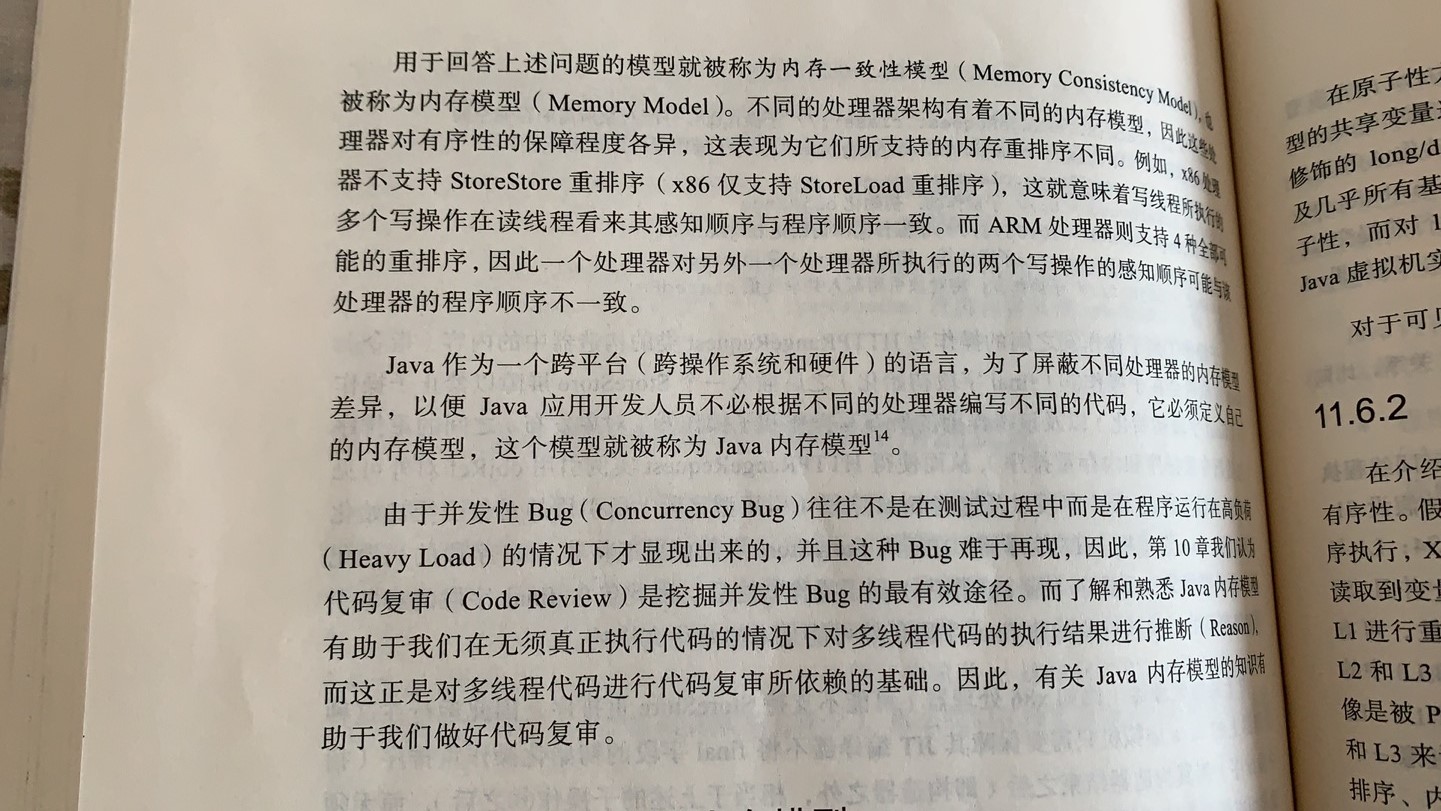 用于回答上述问题的模型就被称为内存一致性模型（Memory Consistency Model），也
被称为内存模型（Memory Model）。不同的处理器架构有着不同的内存模型，因此这些处
理器对有序性的保障程度各异，这表现为它们所支持的内存重排序不同。例如，x86 处理
器不支持 StoreStore 重排序（x86 仅支持 StoreLoad 重排序），这就意味着写线程所执行的
多个写操作在读线程看来其感知顺序与程序顺序一致。而 ARM 处理器则支持 4 种全部可
能的重排序，因此一个处理器对另外一个处理器所执行的两个写操作的感知顺序可能与该
处理器的程序顺序不一致。
Java 作为一个跨平台（跨操作系统和硬件）的语言，为了屏蔽不同处理器的内存模型
差异，以便 Java 应用开发人员不必根据不同的处理器编写不同的代码，它必须定义自己
的内存模型，这个模型就被称为 Java 内存模型14。
由于并发性 Bug（Concurrency Bug）往往不是在测试过程中而是在程序运行在高负荷
（Heavy Load）的情况下才显现出来的，并且这种 Bug 难于再现，因此，第 10 章我们认为
代码复审（Code Review）是挖掘并发性 Bug 的最有效途径。而了解和熟悉 Java 内存模型
有助于我们在无须真正执行代码的情况下对多线程代码的执行结果进行推断（Reason），
而这正是对多线程代码进行代码复审所依赖的基础。因此，有关 Java 内存模型的知识有
助于我们做好代码复审。
在原子性
型的共享变量
修饰的 long/d
及几乎所有基
子性，而对
Java 虚拟机实
对于可见
11.6.2
在介绍
有序性。假
序执行，X
读取到变量
L1 进行重
L2 和 L3
像是被 P
和 L3 来
排序、内